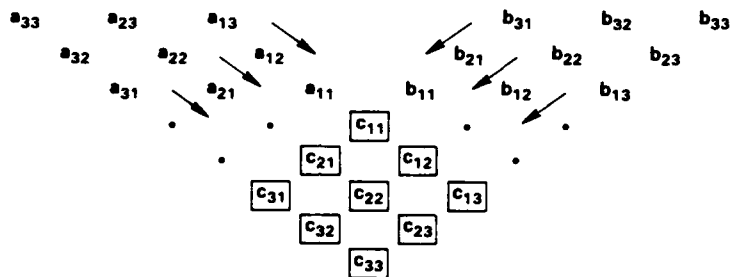 a₃₃ a₂₃ a₁₃ b₃₁ b₃₂ b₃₃
a₃₂ a₂₂ a₁₂ b₂₁ b₂₂ b₂₃
a₃₁ a₂₁ a₁₁ b₁₁ b₁₂ b₁₃
c₁₁
c₂₁ c₁₂
c₃₁ c₂₂ c₁₃
c₃₂ c₂₃
c₃₃